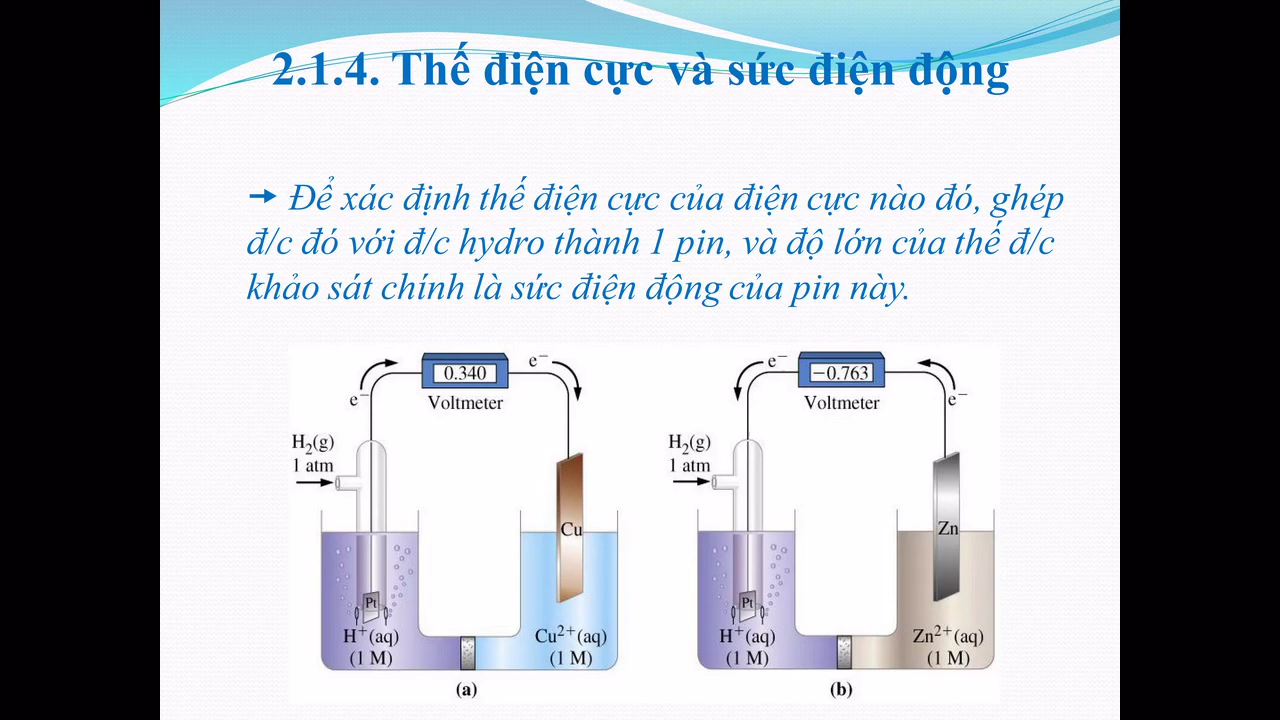 2.1.4. Thế điện cực và sức điện động
➞ Để xác định thế điện cực của điện cực nào đó, ghép
đ/c đó với đ/c hydro thành 1 pin, và độ lớn của thế đ/c
khảo sát chính là sức điện động của pin này.
e⁻
0.340
e⁻
Voltmeter
H₂(g)
1 atm
Cu
Pt
H⁺(aq)
(1 M)
Cu²⁺(aq)
(1 M)
(a)
e⁻
−0.763
e⁻
Voltmeter
H₂(g)
1 atm
Zn
Pt
H⁺(aq)
(1 M)
Zn²⁺(aq)
(1 M)
(b)